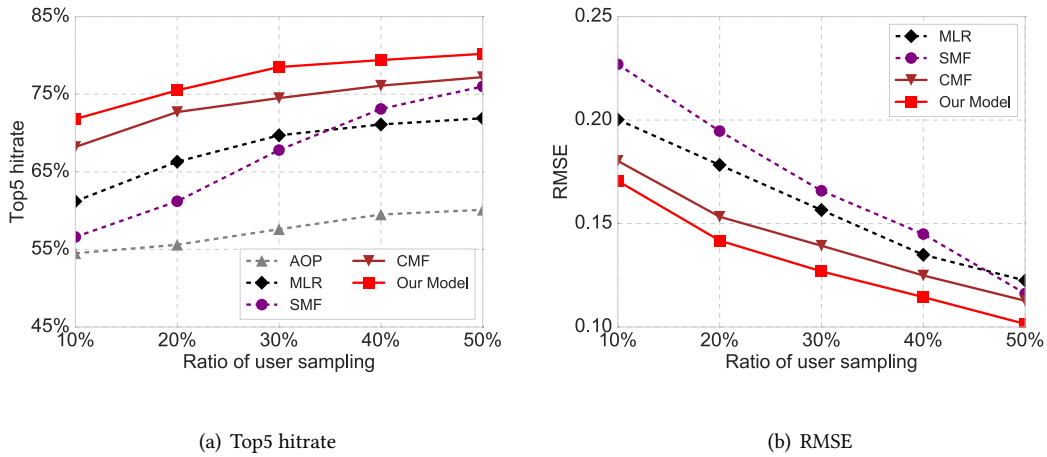 85%
75%
65%
55%
45%
Top5 hitrate
AOP
MLR
SMF
CMF
Our Model
10% 20% 30% 40% 50%
Ratio of user sampling
(a) Top5 hitrate
0.25
0.20
0.15
0.10
RMSE
MLR
SMF
CMF
Our Model
10% 20% 30% 40% 50%
Ratio of user sampling
(b) RMSE